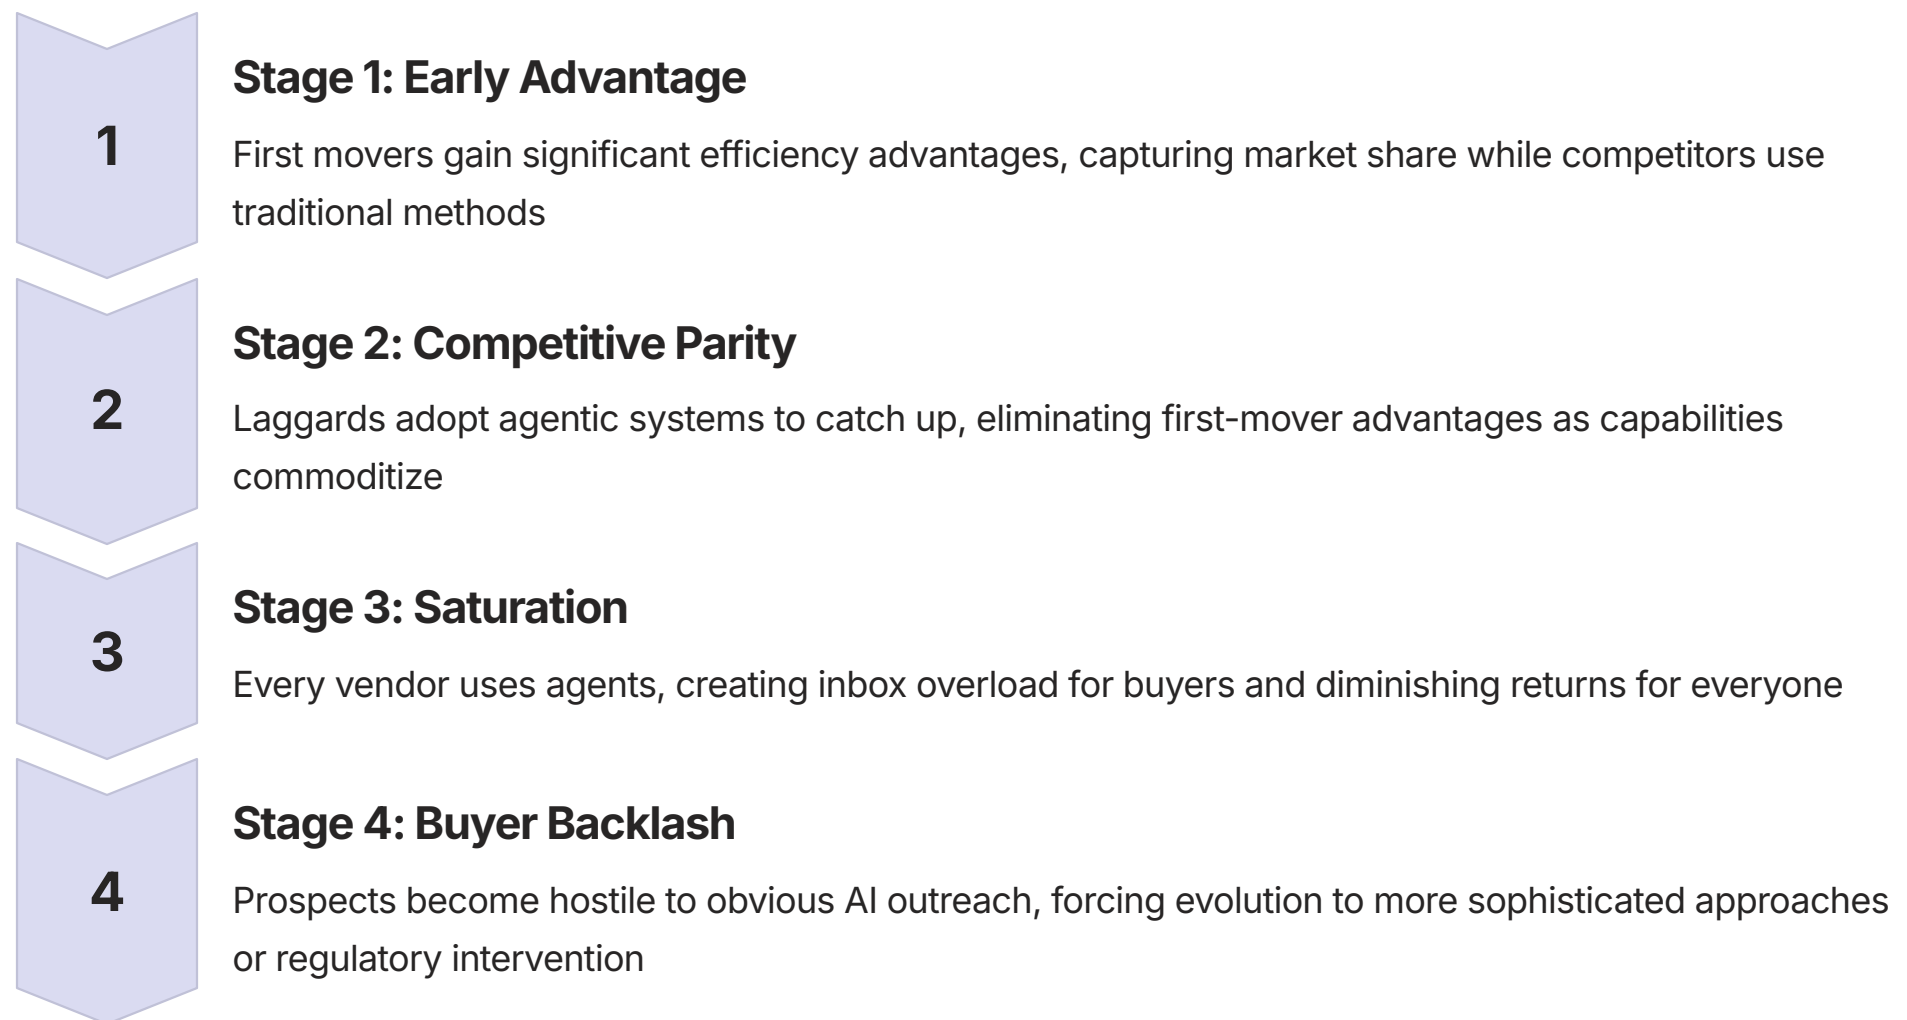 1
Stage 1: Early Advantage
First movers gain significant efficiency advantages, capturing market share while competitors use
traditional methods
2
Stage 2: Competitive Parity
Laggards adopt agentic systems to catch up, eliminating first-mover advantages as capabilities
commoditize
3
Stage 3: Saturation
Every vendor uses agents, creating inbox overload for buyers and diminishing returns for everyone
4
Stage 4: Buyer Backlash
Prospects become hostile to obvious AI outreach, forcing evolution to more sophisticated approaches
or regulatory intervention